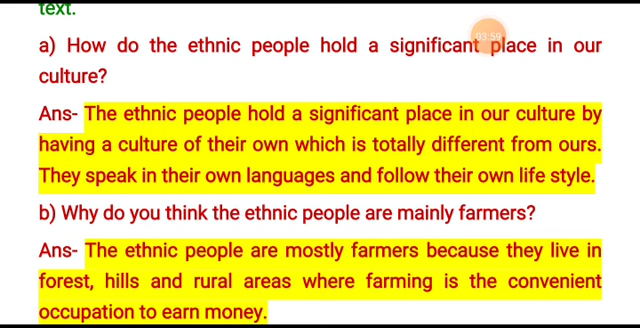 text.
a) How do the ethnic people hold a significant place in our
culture?
Ans- The ethnic people hold a significant place in our culture by
having a culture of their own which is totally different from ours.
They speak in their own languages and follow their own life style.
b) Why do you think the ethnic people are mainly farmers?
Ans- The ethnic people are mostly farmers because they live in
forest, hills and rural areas where farming is the convenient
occupation to earn money.
03:59